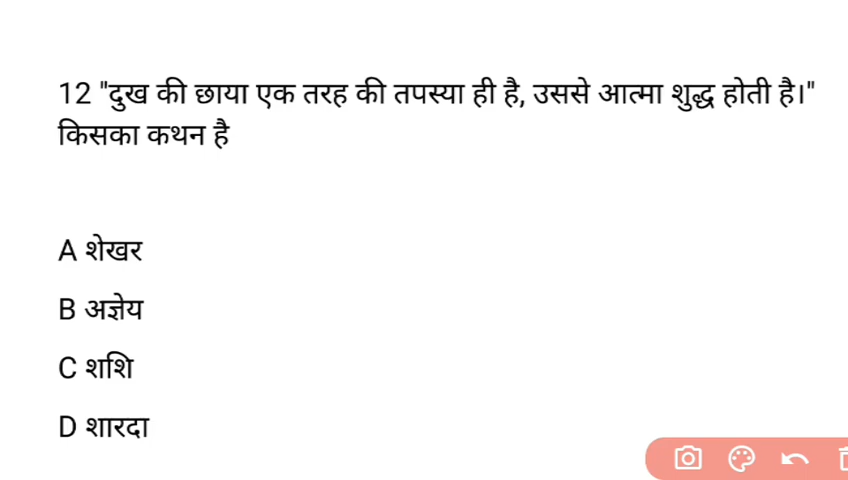 12 "दुख की छाया एक तरह की तपस्या ही है, उससे आत्मा शुद्ध होती है।"
किसका कथन है
A शेखर
B अज्ञेय
C शशि
D शारदा